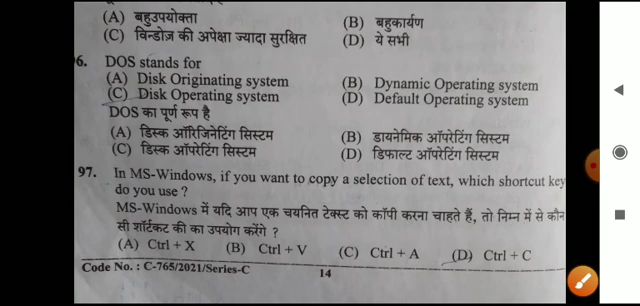 (A) बहुउपयोक्ता (B) बहुकार्यण
(C) विन्डोज़ की अपेक्षा ज्यादा सुरक्षित (D) ये सभी
6. DOS stands for
(A) Disk Originating system (B) Dynamic Operating system
(C) Disk Operating system (D) Default Operating system
DOS का पूर्ण रूप है
(A) डिस्क ऑरिजिनेटिंग सिस्टम (B) डायनेमिक ऑपरेटिंग सिस्टम
(C) डिस्क ऑपरेटिंग सिस्टम (D) डिफाल्ट ऑपरेटिंग सिस्टम
97. In MS-Windows, if you want to copy a selection of text, which shortcut key
do you use ?
MS-Windows में यदि आप एक चयनित टेक्स्ट को कॉपी करना चाहते हैं, तो निम्न में से कौन
सी शॉर्टकट की का उपयोग करेंगे ?
(A) Ctrl + X (B) Ctrl + V (C) Ctrl + A (D) Ctrl + C
Code No. : C-765/2021/Series-C 14